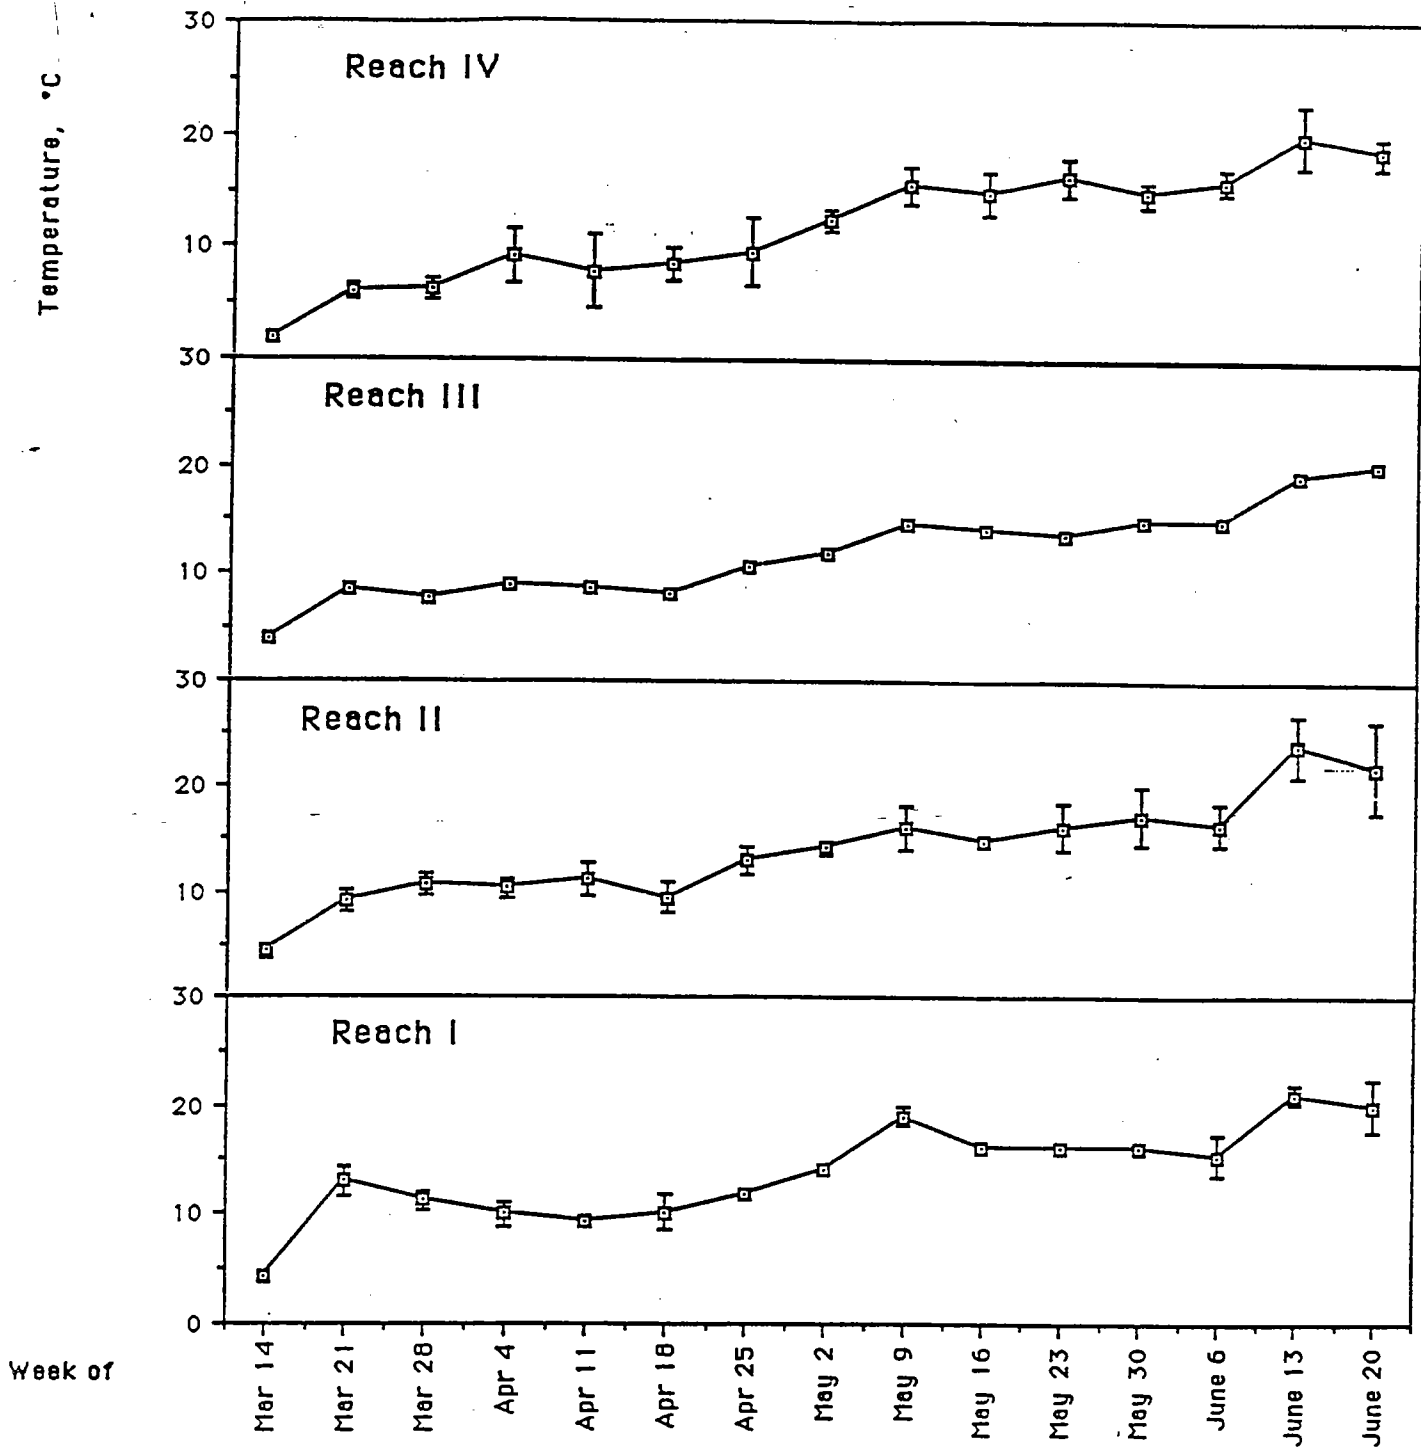 Temperature, °C
30
Reach IV
20
10
30
Reach III
20
10
30
Reach II
20
10
30
Reach I
20
10
0
Week of
Mar 14
Mar 21
Mar 28
Apr 4
Apr 11
Apr 18
Apr 25
May 2
May 9
May 16
May 23
May 30
June 6
June 13
June 20